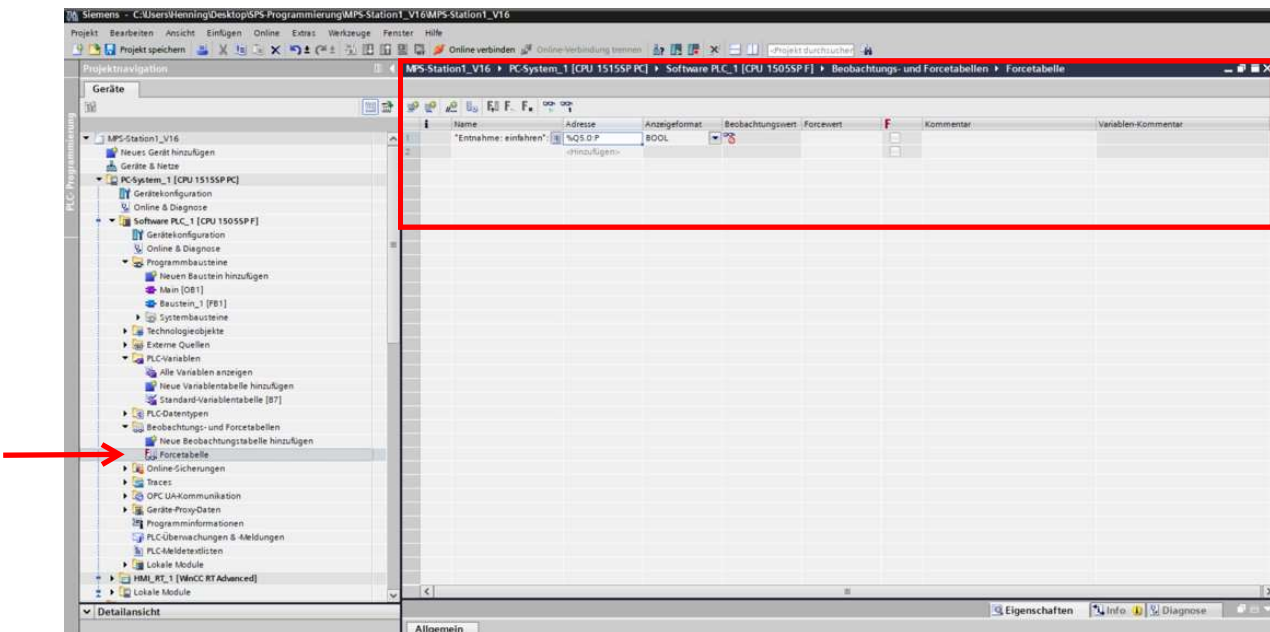 Siemens - C:\Users\Henning\Desktop\SPS-Programmierung\MPS-Station1_V16\MPS-Station1_V16
Projekt Bearbeiten Ansicht Einfügen Online Extras Werkzeuge Fenster Hilfe
Projekt speichern Online verbinden Online-Verbindung trennen <Projekt durchsuchen
Projektnavigation
MPS-Station1_V16 PC-System_1 [CPU 1515SP PC] Software PLC_1 [CPU 1505SP F] Beobachtungs- und Forcetabellen Forcetabelle
Geräte
PLC-Programmierung
i Name Adresse Anzeigeformat Beobachtungswert Forcewert F Kommentar Variablen-Kommentar
1 "Entnahme: einfahren": %Q5.0:P BOOL
2 <Hinzufügen>
MPS-Station1_V16
Neues Gerät hinzufügen
Geräte & Netze
PC-System_1 [CPU 1515SP PC]
Gerätekonfiguration
Online & Diagnose
Software PLC_1 [CPU 1505SP F]
Gerätekonfiguration
Online & Diagnose
Programmbausteine
Neuen Baustein hinzufügen
Main [OB1]
Baustein_1 [FB1]
Systembausteine
Technologieobjekte
Externe Quellen
PLC-Variablen
Alle Variablen anzeigen
Neue Variablentabelle hinzufügen
Standard-Variablentabelle [87]
PLC-Datentypen
Beobachtungs- und Forcetabellen
Neue Beobachtungstabelle hinzufügen
Forcetabelle
Online-Sicherungen
Traces
OPC UA-Kommunikation
Geräte-Proxy-Daten
Programminformationen
PLC-Überwachungen & -Meldungen
PLC-Meldetextlisten
Lokale Module
HMI_RT_1 [WinCC RT Advanced]
Lokale Module
Detailansicht
Eigenschaften Info Diagnose
Allgemein